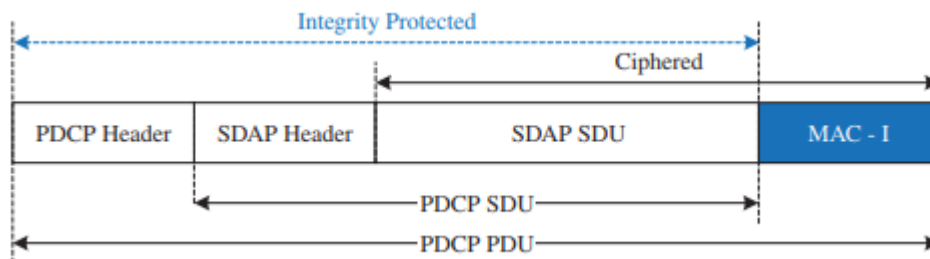 Integrity Protected
Ciphered
PDCP Header SDAP Header SDAP SDU MAC - I
PDCP SDU
PDCP PDU